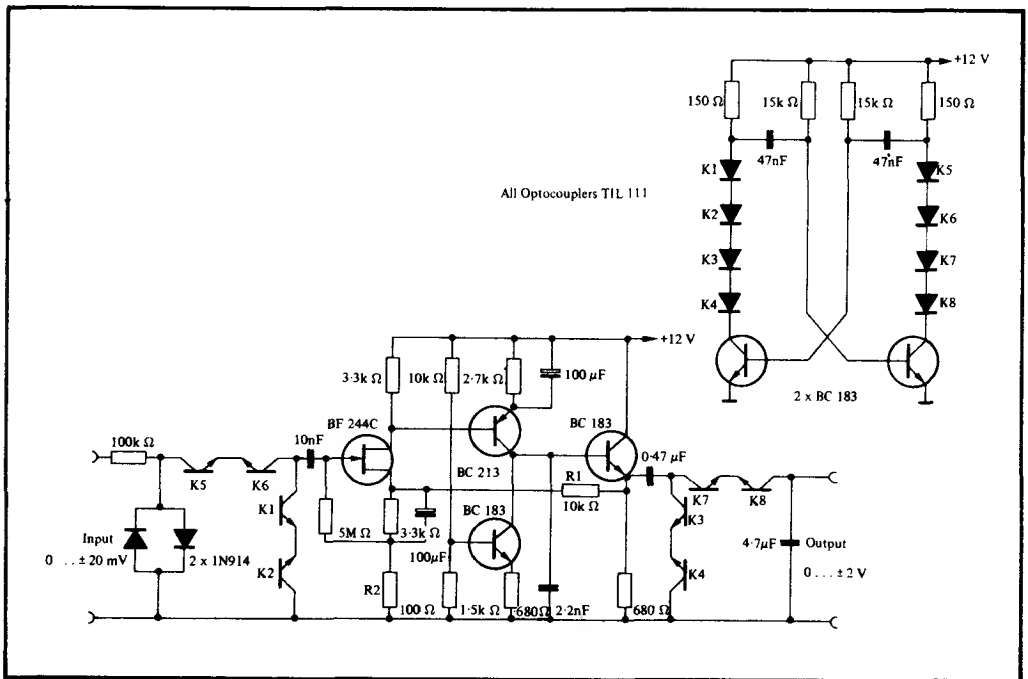 +12 V
150 Ω
15k Ω
15k Ω
150 Ω
47nF
47nF
K1
K5
All Optocouplers TIL 111
K2
K6
K3
K7
K4
K8
+12 V
2 x BC 183
3·3k Ω
10k Ω
2·7k Ω
100 µF
BF 244C
BC 183
100k Ω
10nF
0·47 µF
BC 213
R1
K5
K6
10k Ω
K7
K8
K1
BC 183
K3
5M Ω
3·3k Ω
Input
4·7µF
Output
100µF
0 . . . ± 20 mV
2 x 1N914
K2
K4
0 . . . ± 2 V
R2
100 Ω
1·5k Ω
680Ω
2·2nF
680 Ω